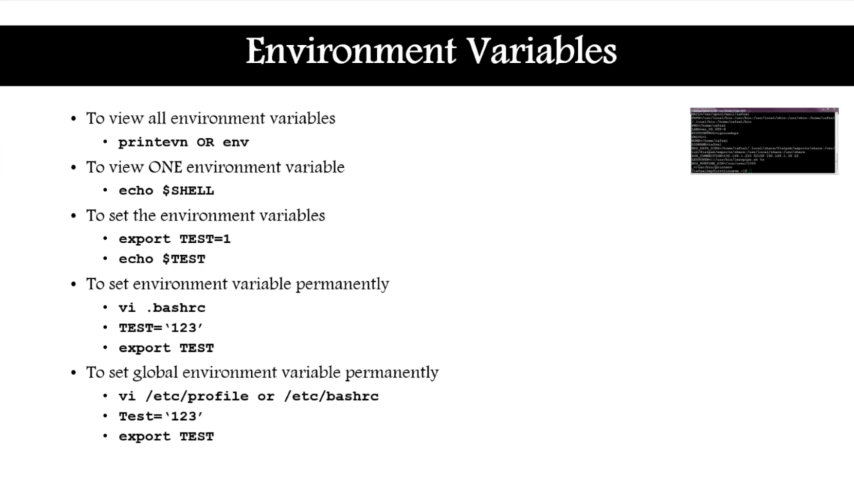 Environment Variables
• To view all environment variables
• printevn OR env
• To view ONE environment variable
• echo $SHELL
• To set the environment variables
• export TEST=1
• echo $TEST
• To set environment variable permanently
• vi .bashrc
• TEST=‘123’
• export TEST
• To set global environment variable permanently
• vi /etc/profile or /etc/bashrc
• Test=‘123’
• export TEST